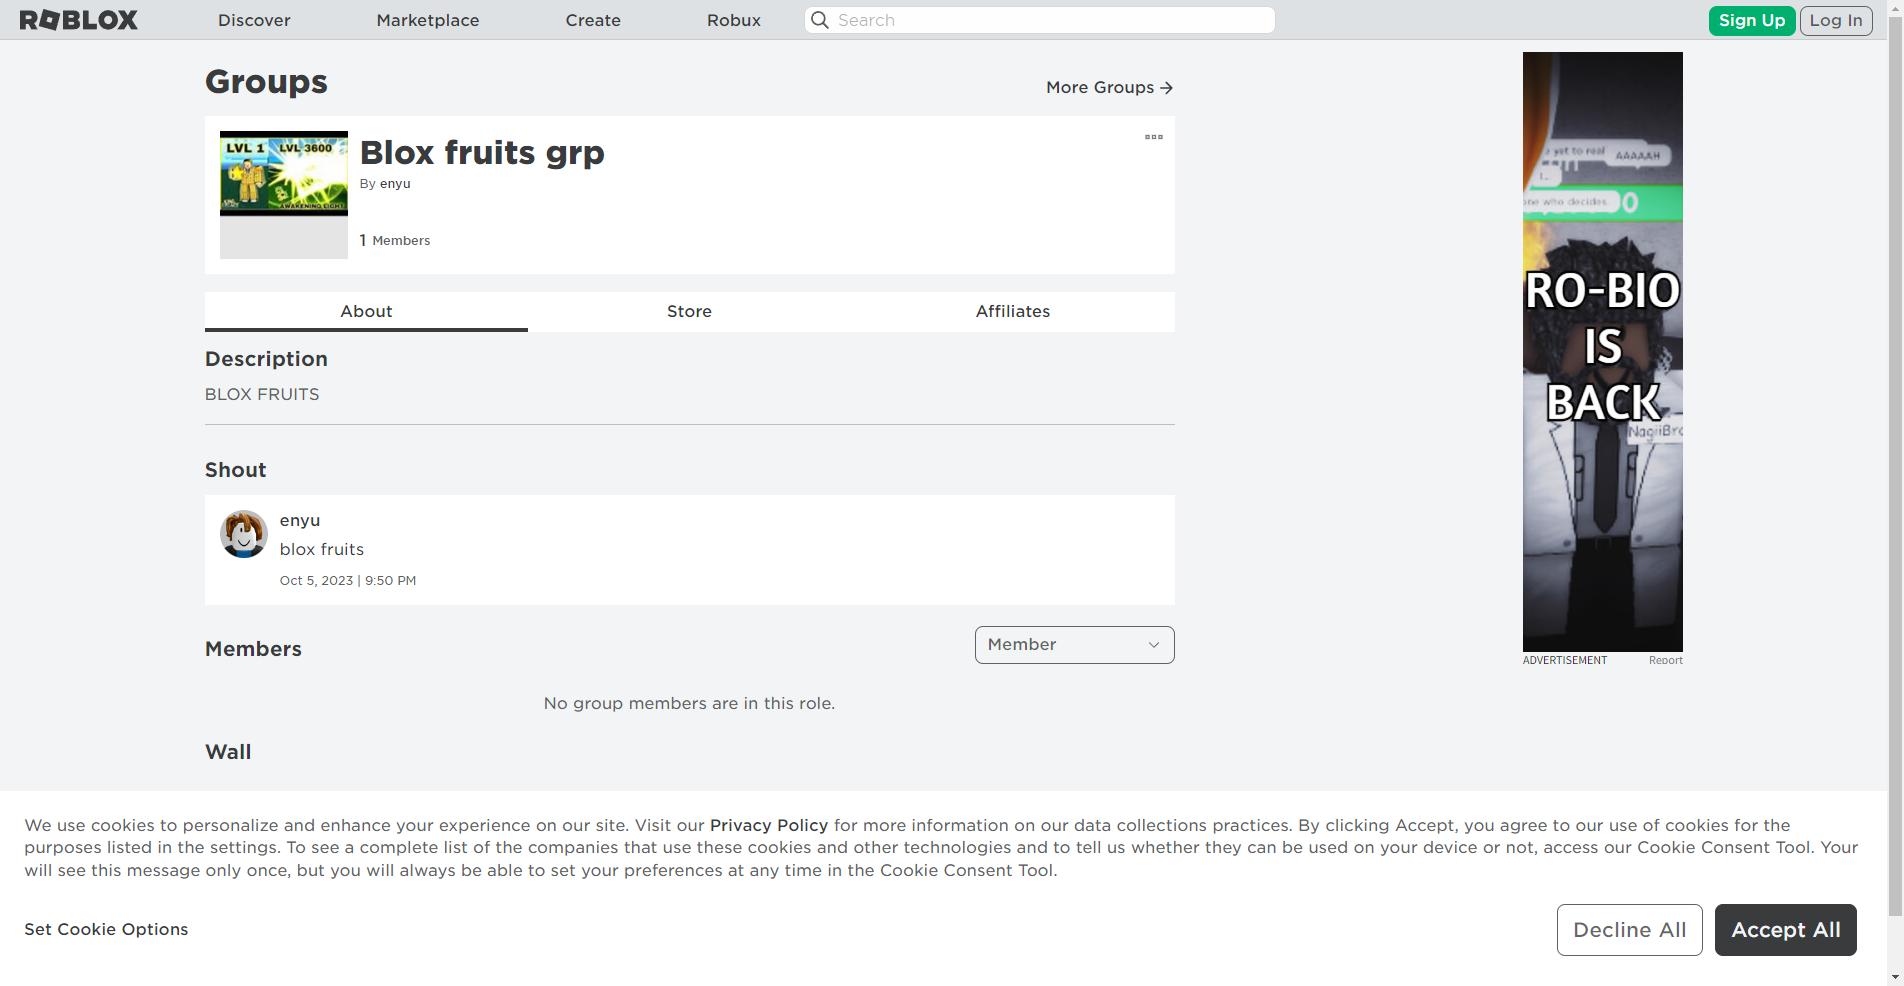 ROBLOX
Discover
Marketplace
Create
Robux
Search
Sign Up
Log In
Groups
More Groups
LVL 1
LVL 3600
Blox fruits grp
By enyu
1 Members
About
Store
Affiliates
Description
BLOX FRUITS
Shout
enyu
blox fruits
Oct 5, 2023 | 9:50 PM
Members
Member
No group members are in this role.
Wall
yet to real
AAAAAH
one who decides.
RO-BIO
IS
BACK
ADVERTISEMENT
Report
We use cookies to personalize and enhance your experience on our site. Visit our Privacy Policy for more information on our data collections practices. By clicking Accept, you agree to our use of cookies for the
purposes listed in the settings. To see a complete list of the companies that use these cookies and other technologies and to tell us whether they can be used on your device or not, access our Cookie Consent Tool. Your
will see this message only once, but you will always be able to set your preferences at any time in the Cookie Consent Tool.
Set Cookie Options
Decline All
Accept All